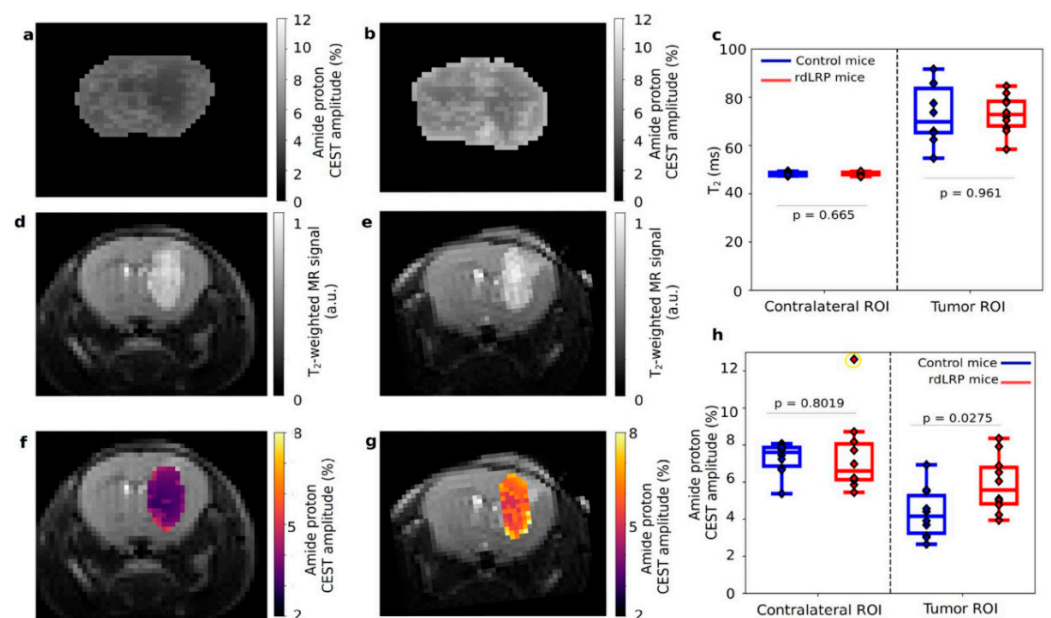 a
12
10
8
6
4
2
0
Amide proton
CEST amplitude (%)
b
12
10
8
6
4
2
0
Amide proton
CEST amplitude (%)
c
100
80
60
40
20
0
T2 (ms)
Control mice
rdLRP mice
p = 0.665
p = 0.961
Contralateral ROI
Tumor ROI
d
1
0
T2-weighted MR signal
(a.u.)
e
1
0
T2-weighted MR signal
(a.u.)
f
8
5
2
Amide proton
CEST amplitude (%)
g
8
5
2
Amide proton
CEST amplitude (%)
h
12
10
8
6
4
2
0
Amide proton
CEST amplitude (%)
Control mice
rdLRP mice
p = 0.8019
p = 0.0275
Contralateral ROI
Tumor ROI